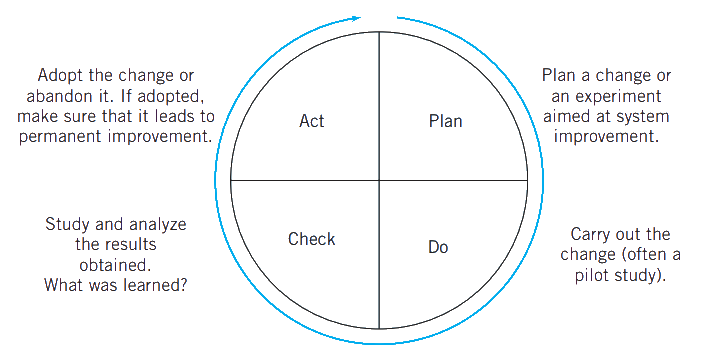 Adopt the change or
abandon it. If adopted,
make sure that it leads to
permanent improvement.
Act
Plan
Plan a change or
an experiment
aimed at system
improvement.
Study and analyze
the results
obtained.
What was learned?
Check
Do
Carry out the
change (often a
pilot study).